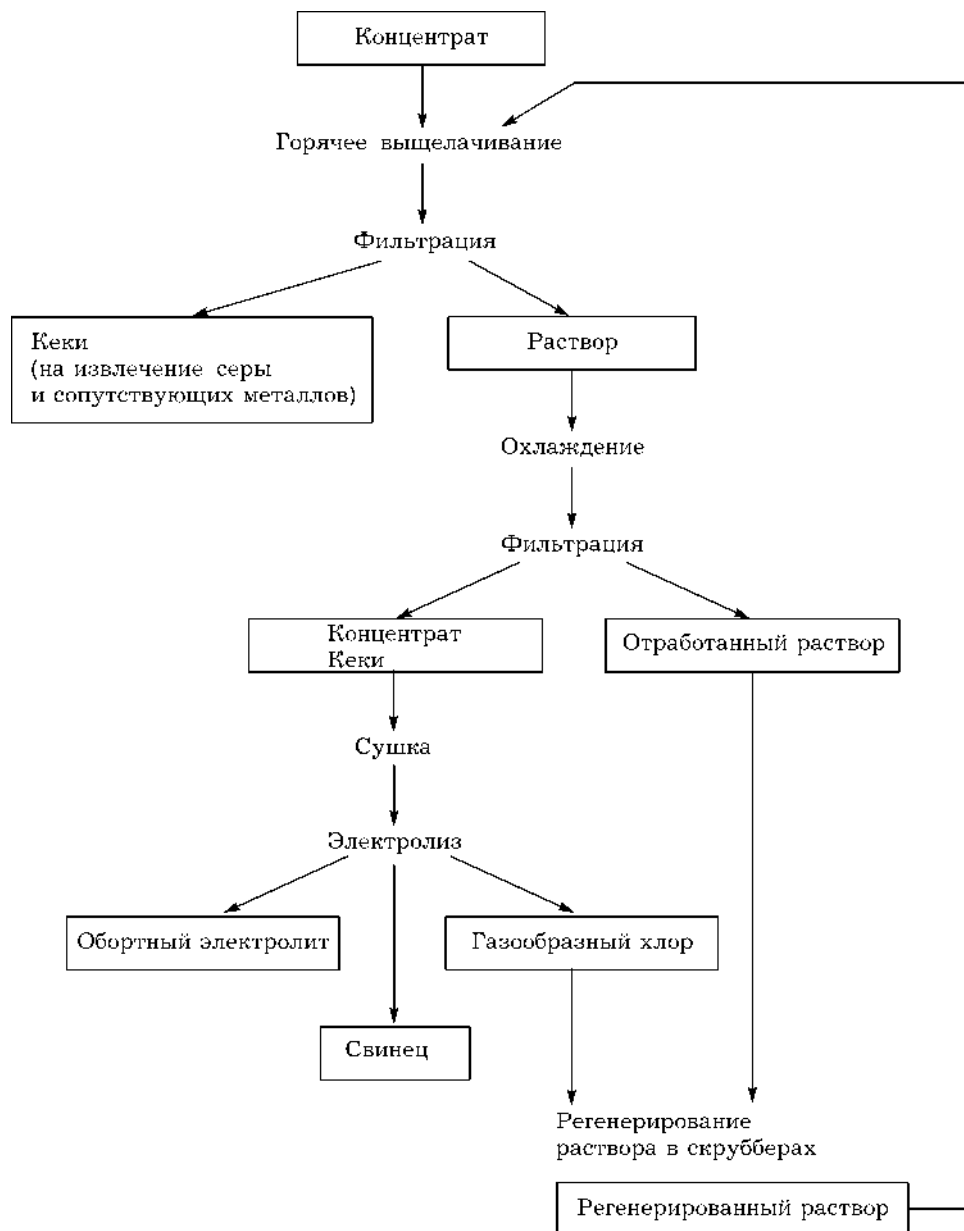 Концентрат
Горячее выщелачивание
Фильтрация
Кеки
(на извлечение серы
и сопутствующих металлов)
Раствор
Охлаждение
Фильтрация
Концентрат
Кеки
Отработанный раствор
Сушка
Электролиз
Обортный электролит
Газообразный хлор
Свинец
Регенерирование
раствора в скрубберах
Регенерированный раствор